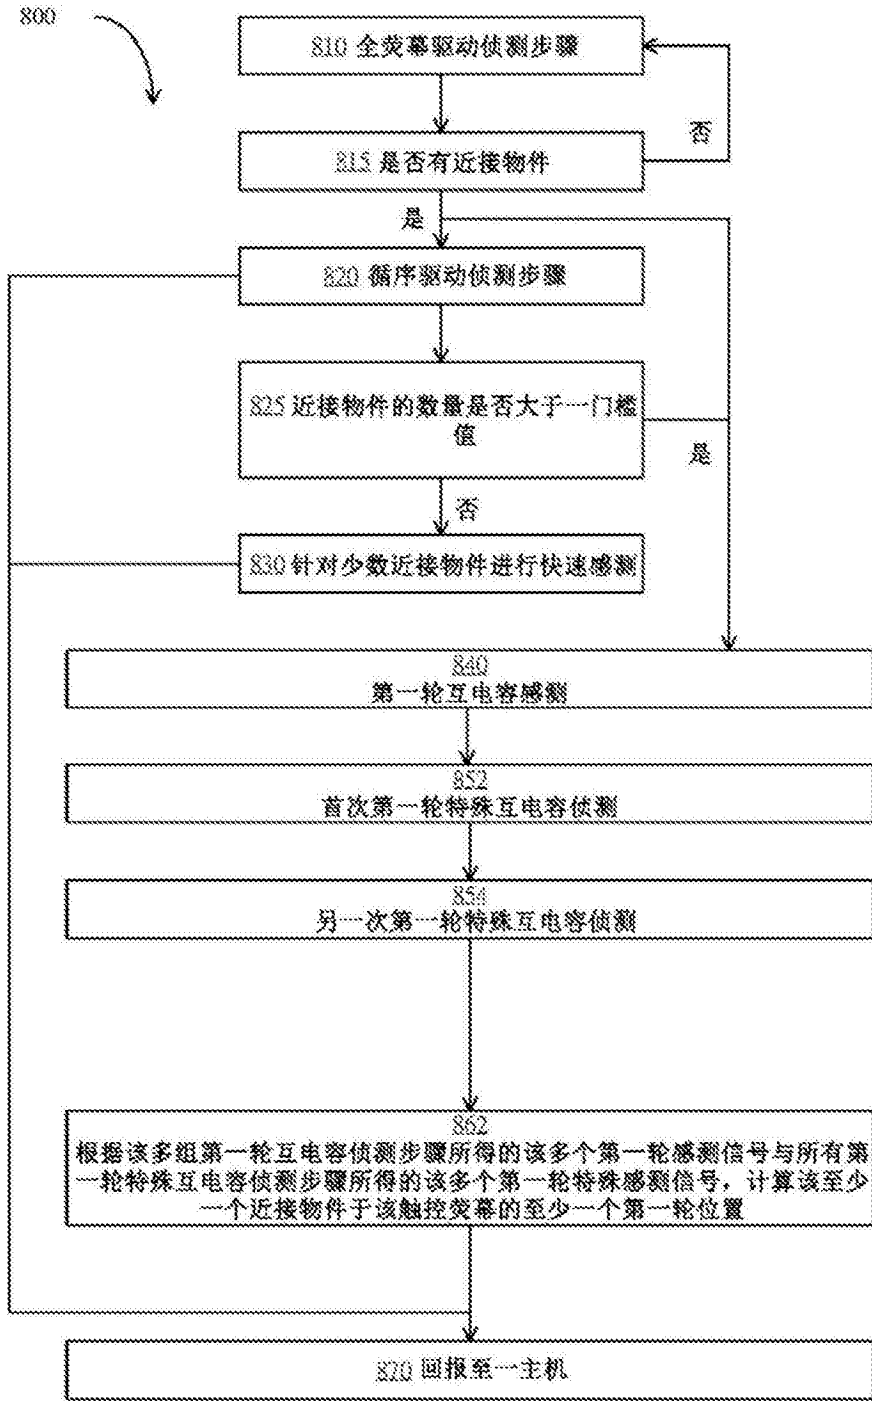 800
810 全荧幕驱动侦测步骤
否
815 是否有近接物件
是
820 循序驱动侦测步骤
825 近接物件的数量是否大于一门槛
值
是
否
830 针对少数近接物件进行快速感测
840
第一轮互电容感测
852
首次第一轮特殊互电容侦测
854
另一次第一轮特殊互电容侦测
862
根据该多组第一轮互电容侦测步骤所得的该多个第一轮感测信号与所有第
一轮特殊互电容侦测步骤所得的该多个第一轮特殊感测信号，计算该至少
一个近接物件于该触控荧幕的至少一个第一轮位置
870 回报至一主机